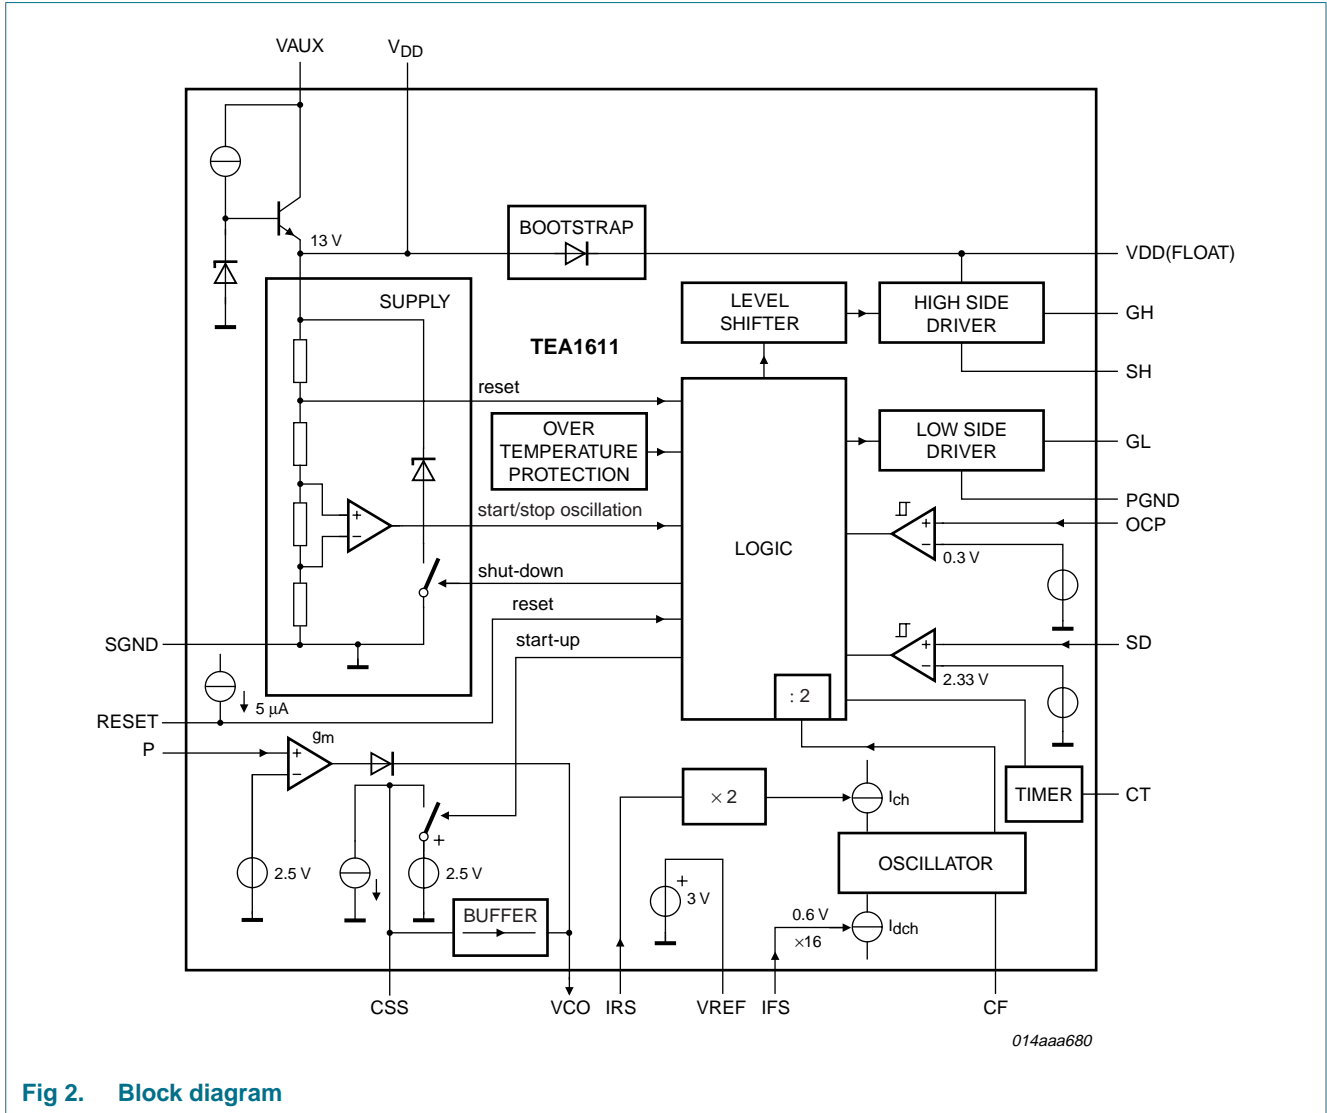 VAUX
VDD
13 V
BOOTSTRAP
VDD(FLOAT)
SUPPLY
LEVEL
SHIFTER
HIGH SIDE
DRIVER
GH
TEA1611
SH
reset
OVER
TEMPERATURE
PROTECTION
LOW SIDE
DRIVER
GL
PGND
start/stop oscillation
+
−
+
−
OCP
LOGIC
0.3 V
shut-down
reset
start-up
SGND
+
−
SD
2.33 V
: 2
5 μA
RESET
P
gm
+
−
× 2
Ich
TIMER
CT
+
2.5 V
2.5 V
OSCILLATOR
+
3 V
BUFFER
0.6 V
×16
Idch
CSS
VCO
IRS
VREF
IFS
CF
014aaa680
Fig 2. Block diagram